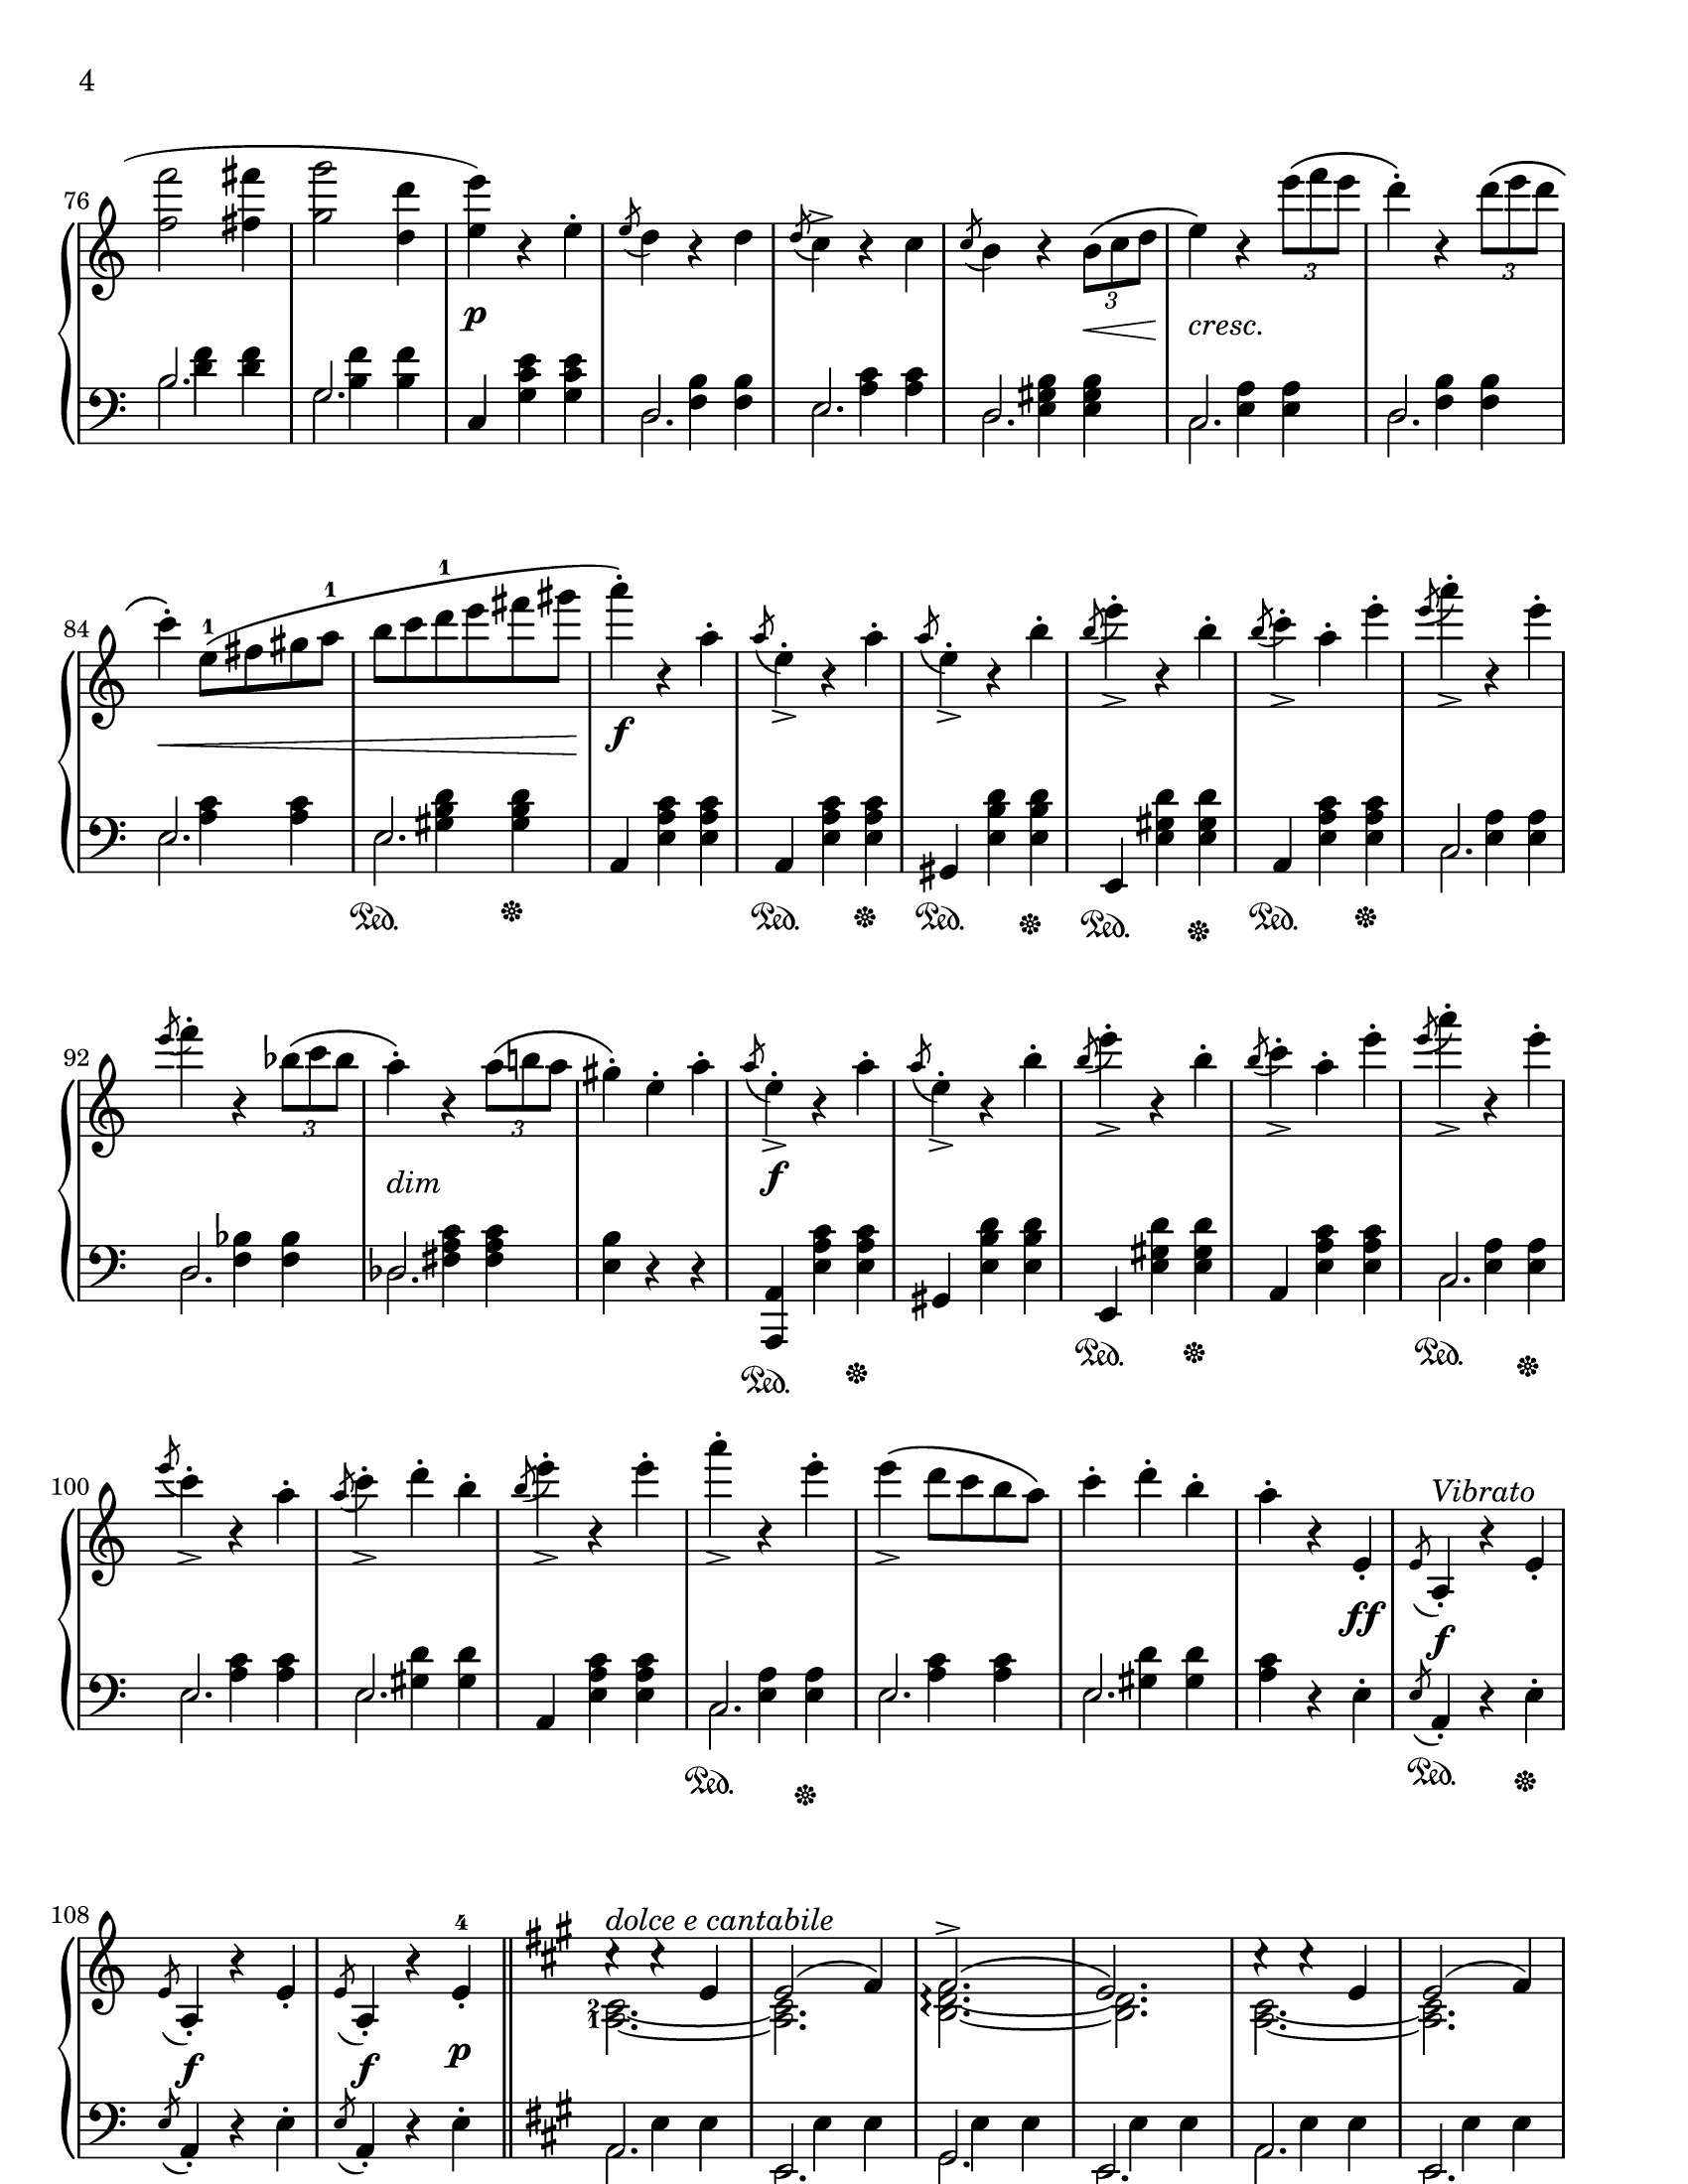 4
76
p
3
cresc.
3
3
84
1
1
1
f
Ped.
Ped.
Ped.
Ped.
Ped.
92
3
3
dim
f
Ped.
Ped.
Ped.
100
Vibrato
ff
f
Ped.
Ped.
108
dolce e cantabile
4
2
1
f
f
p